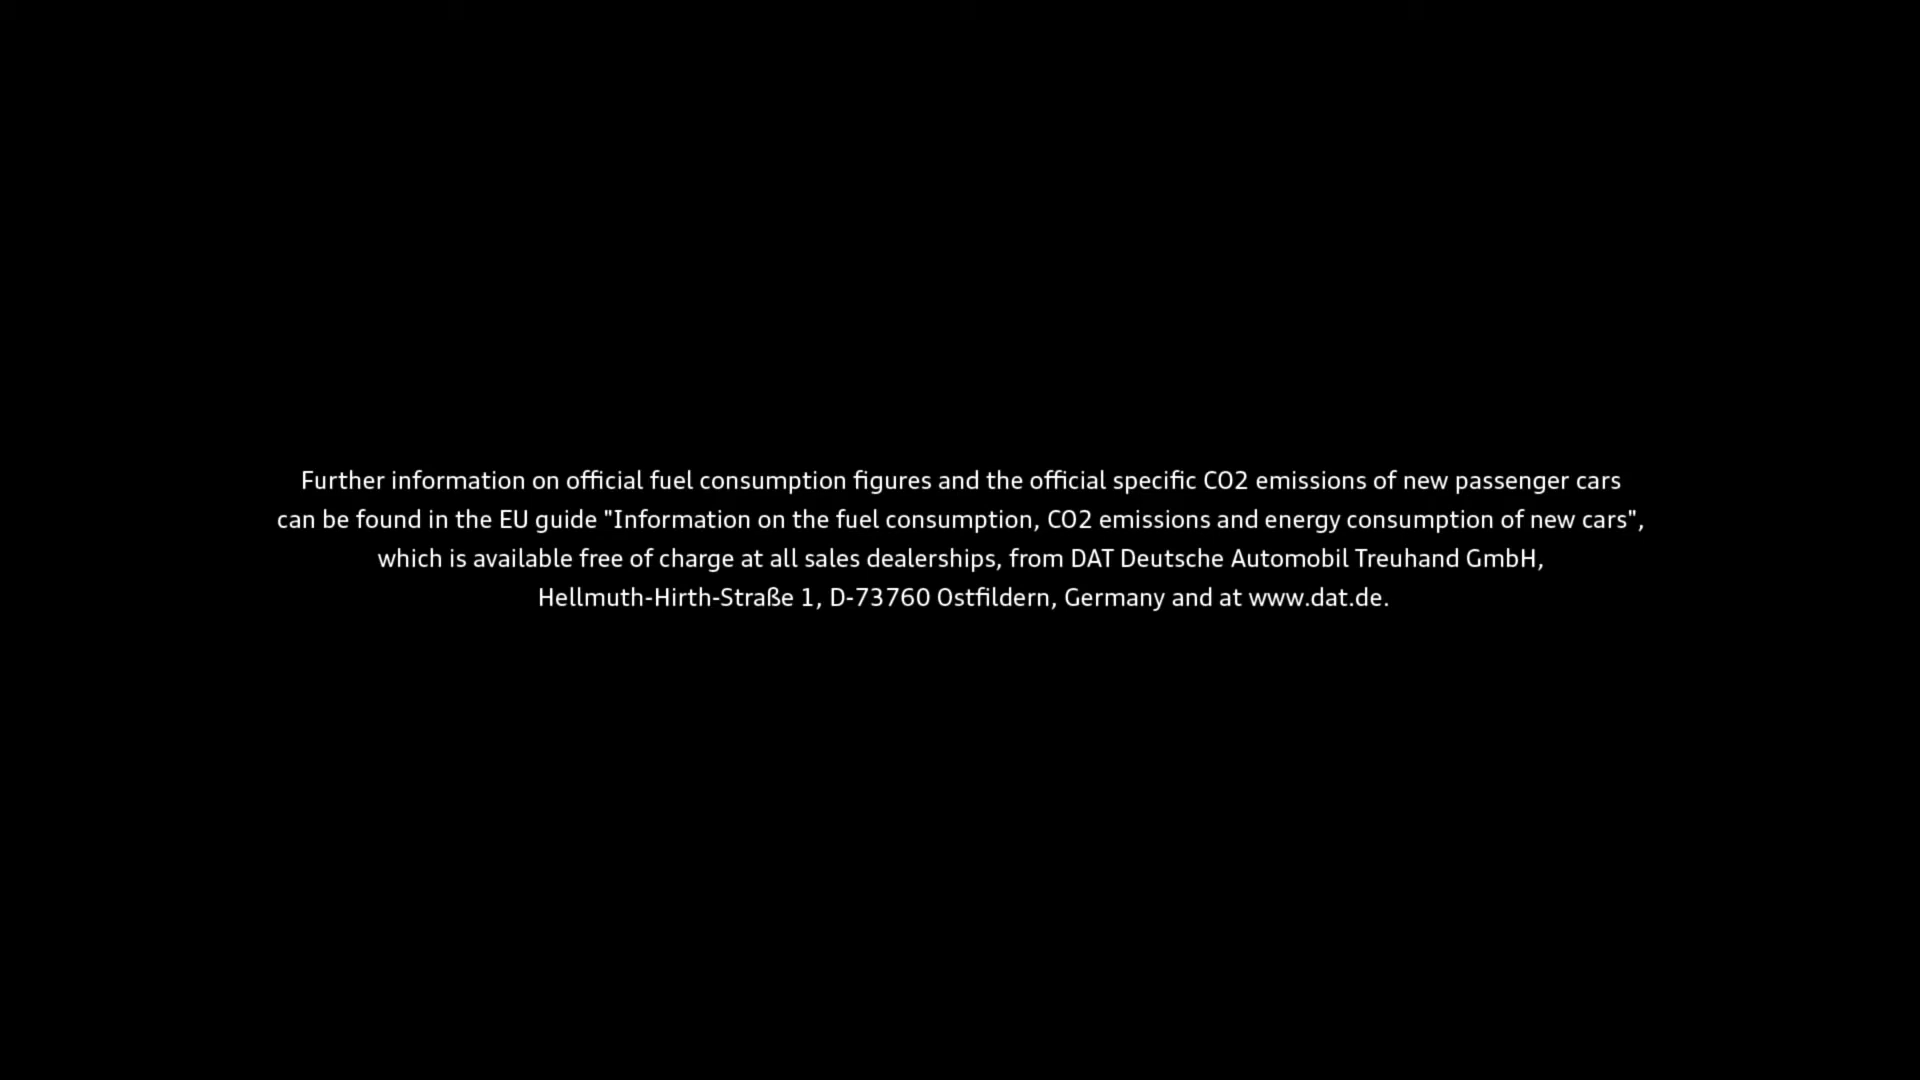 Further information on official fuel consumption figures and the official specific CO2 emissions of new passenger cars
can be found in the EU guide "Information on the fuel consumption, CO2 emissions and energy consumption of new cars",
which is available free of charge at all sales dealerships, from DAT Deutsche Automobil Treuhand GmbH,
Hellmuth-Hirth-Straße 1, D-73760 Ostfildern, Germany and at www.dat.de.